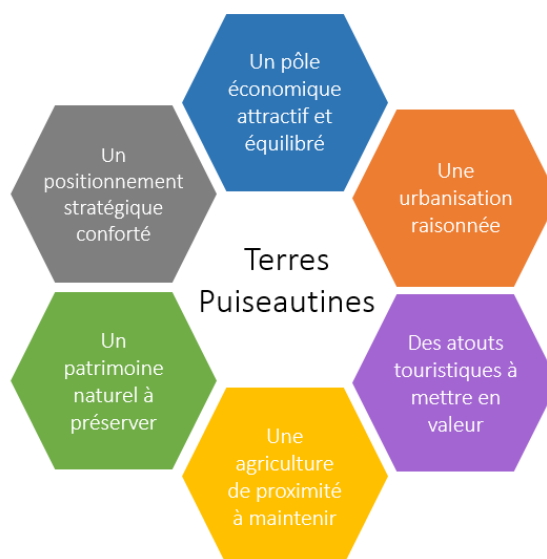 Un pôle
économique
attractif et
équilibré
Une
urbanisation
raisonnée
Des atouts
touristiques à
mettre en
valeur
Une
agriculture
de proximité
à maintenir
Un
patrimoine
naturel à
préserver
Un
positionnement
stratégique
conforté
Terres
Puiseautines